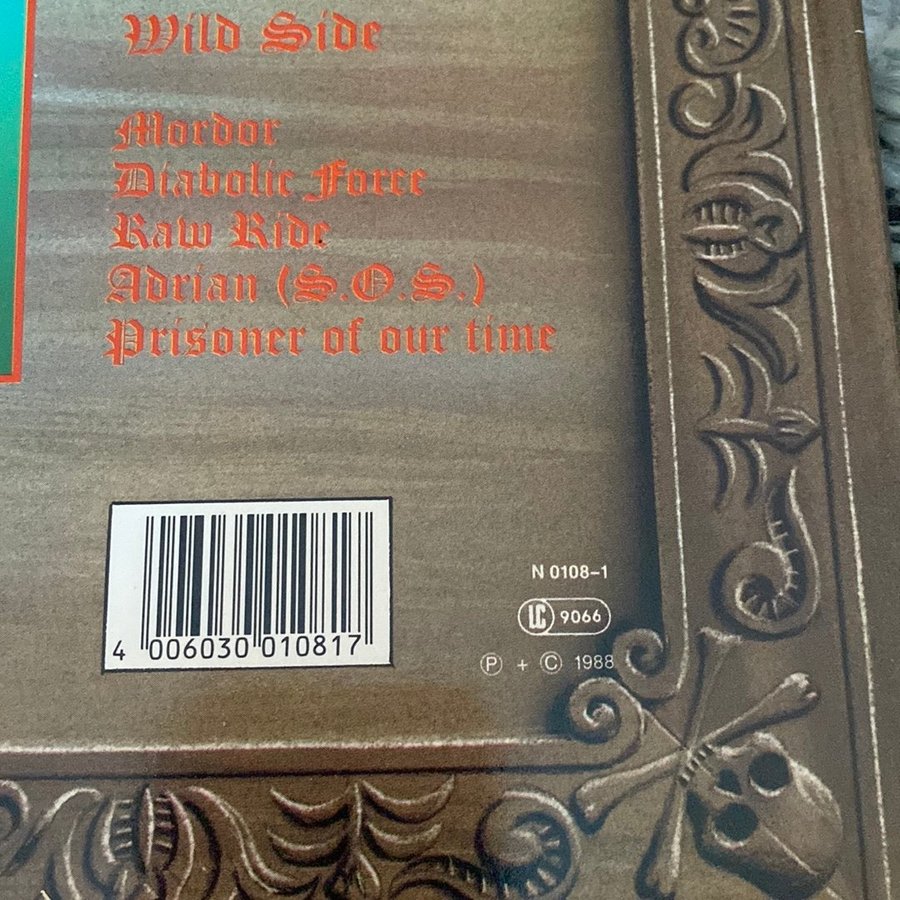 Wild Side
Mordor
Diabolic Force
Raw Ride
Adrian (S.O.S.)
Prisoner of our time
N 0108-1
LC 9066
4 006030 010817
Ⓟ + Ⓒ 1988